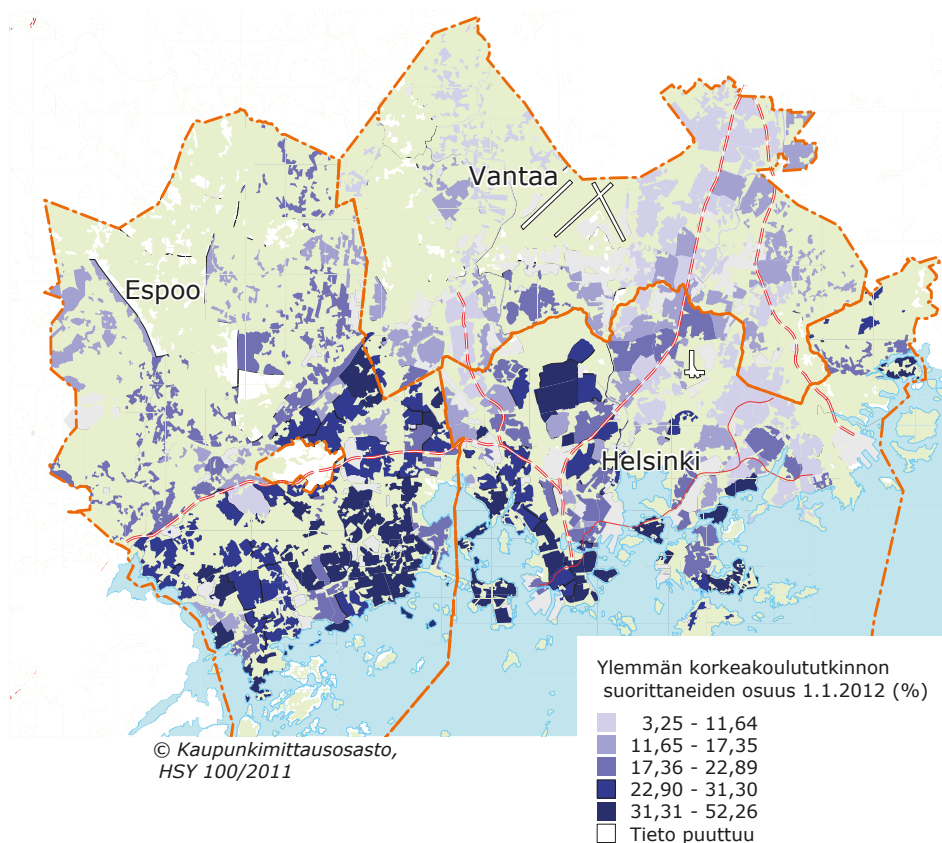 Vantaa
Espoo
Helsinki
Ylemmän korkeakoulututkinnon
suorittaneiden osuus 1.1.2012 (%)
3,25 - 11,64
11,65 - 17,35
17,36 - 22,89
22,90 - 31,30
31,31 - 52,26
Tieto puuttuu
© Kaupunkimittausosasto,
HSY 100/2011